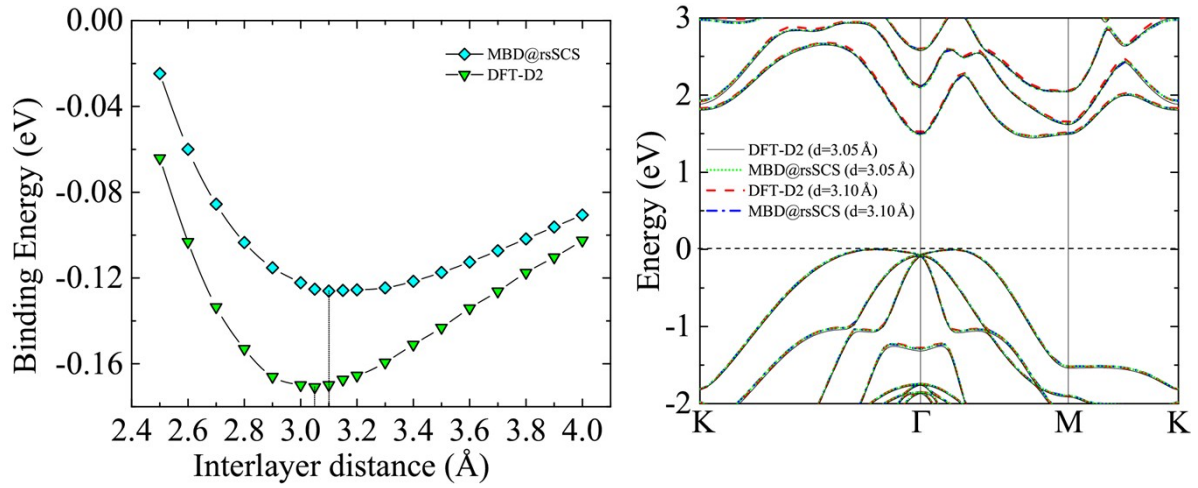 0.00
-0.04
-0.08
-0.12
-0.16
Binding Energy (eV)
MBD@rsSCS
DFT-D2
2.4 2.6 2.8 3.0 3.2 3.4 3.6 3.8 4.0
Interlayer distance (Å)
3
2
1
0
-1
-2
Energy (eV)
DFT-D2 (d=3.05 Å)
MBD@rsSCS (d=3.05 Å)
DFT-D2 (d=3.10 Å)
MBD@rsSCS (d=3.10 Å)
K Γ M K